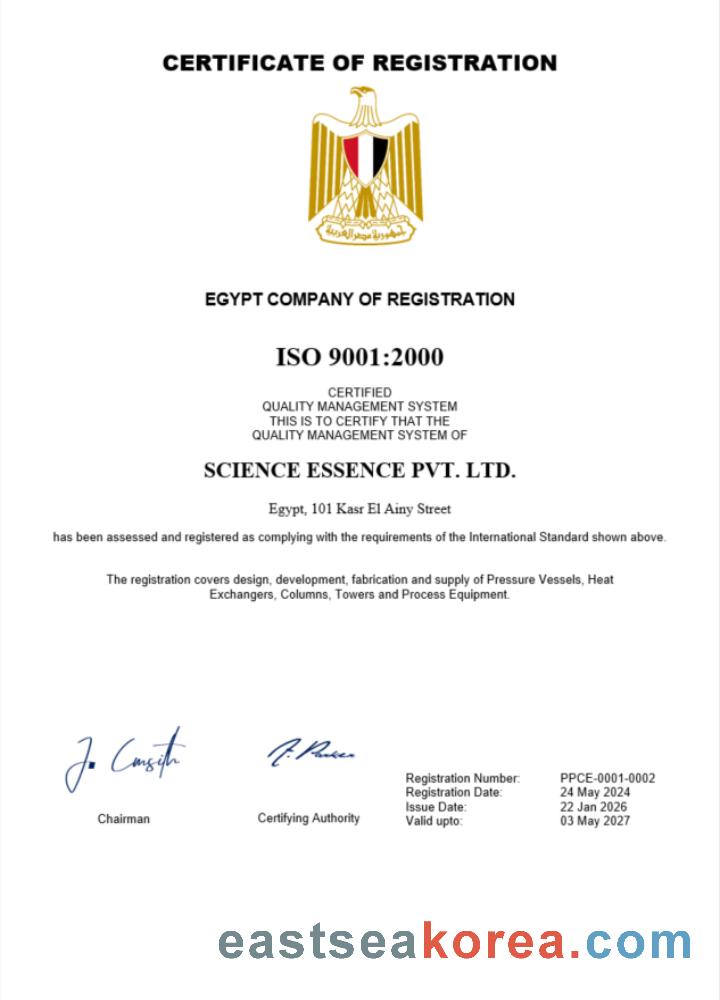 CERTIFICATE OF REGISTRATION
جمهورية مصر العربية
EGYPT COMPANY OF REGISTRATION
ISO 9001:2000
CERTIFIED
QUALITY MANAGEMENT SYSTEM
THIS IS TO CERTIFY THAT THE
QUALITY MANAGEMENT SYSTEM OF
SCIENCE ESSENCE PVT. LTD.
Egypt, 101 Kasr El Ainy Street
has been assessed and registered as complying with the requirements of the International Standard shown above.
The registration covers design, development, fabrication and supply of Pressure Vessels, Heat
Exchangers, Columns, Towers and Process Equipment.
Chairman
Certifying Authority
Registration Number: PPCE-0001-0002
Registration Date: 24 May 2024
Issue Date: 22 Jan 2026
Valid upto: 03 May 2027
eastseakorea.com